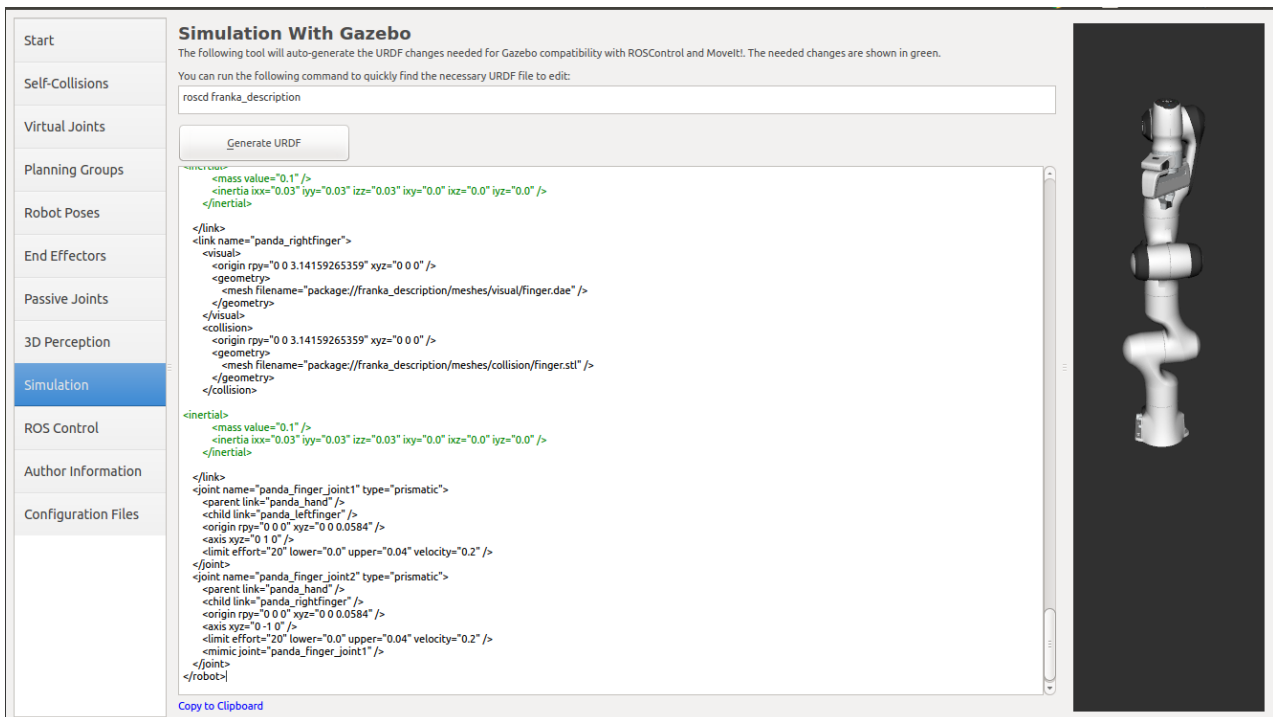 Start
Self-Collisions
Virtual Joints
Planning Groups
Robot Poses
End Effectors
Passive Joints
3D Perception
Simulation
ROS Control
Author Information
Configuration Files
Simulation With Gazebo
The following tool will auto-generate the URDF changes needed for Gazebo compatibility with ROSControl and MoveIt!. The needed changes are shown in green.
You can run the following command to quickly find the necessary URDF file to edit:
roscd franka_description
Generate URDF
<inertial>
<mass value="0.1" />
<inertia ixx="0.03" iyy="0.03" izz="0.03" ixy="0.0" ixz="0.0" iyz="0.0" />
</inertial>
</link>
<link name="panda_rightfinger">
<visual>
<origin rpy="0 0 3.14159265359" xyz="0 0 0" />
<geometry>
<mesh filename="package://franka_description/meshes/visual/finger.dae" />
</geometry>
</visual>
<collision>
<origin rpy="0 0 3.14159265359" xyz="0 0 0" />
<geometry>
<mesh filename="package://franka_description/meshes/collision/finger.stl" />
</geometry>
</collision>
<inertial>
<mass value="0.1" />
<inertia ixx="0.03" iyy="0.03" izz="0.03" ixy="0.0" ixz="0.0" iyz="0.0" />
</inertial>
</link>
<joint name="panda_finger_joint1" type="prismatic">
<parent link="panda_hand" />
<child link="panda_leftfinger" />
<origin rpy="0 0 0" xyz="0 0 0.0584" />
<axis xyz="0 1 0" />
<limit effort="20" lower="0.0" upper="0.04" velocity="0.2" />
</joint>
<joint name="panda_finger_joint2" type="prismatic">
<parent link="panda_hand" />
<child link="panda_rightfinger" />
<origin rpy="0 0 0" xyz="0 0 0.0584" />
<axis xyz="0 -1 0" />
<limit effort="20" lower="0.0" upper="0.04" velocity="0.2" />
<mimic joint="panda_finger_joint1" />
</joint>
</robot>
Copy to Clipboard